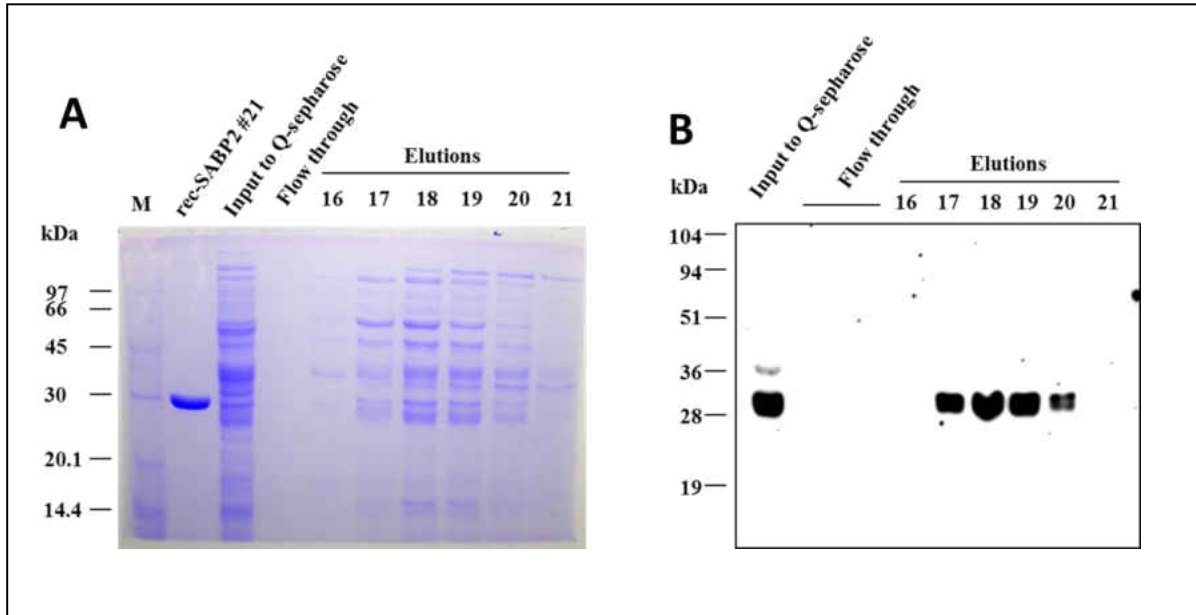 A
M
rec-SABP2 #21
Input to Q-sepharose
Flow through
Elutions
16 17 18 19 20 21
kDa
97
66
45
30
20.1
14.4
B
Input to Q-sepharose
Flow through
Elutions
16 17 18 19 20 21
kDa
104
94
51
36
28
19